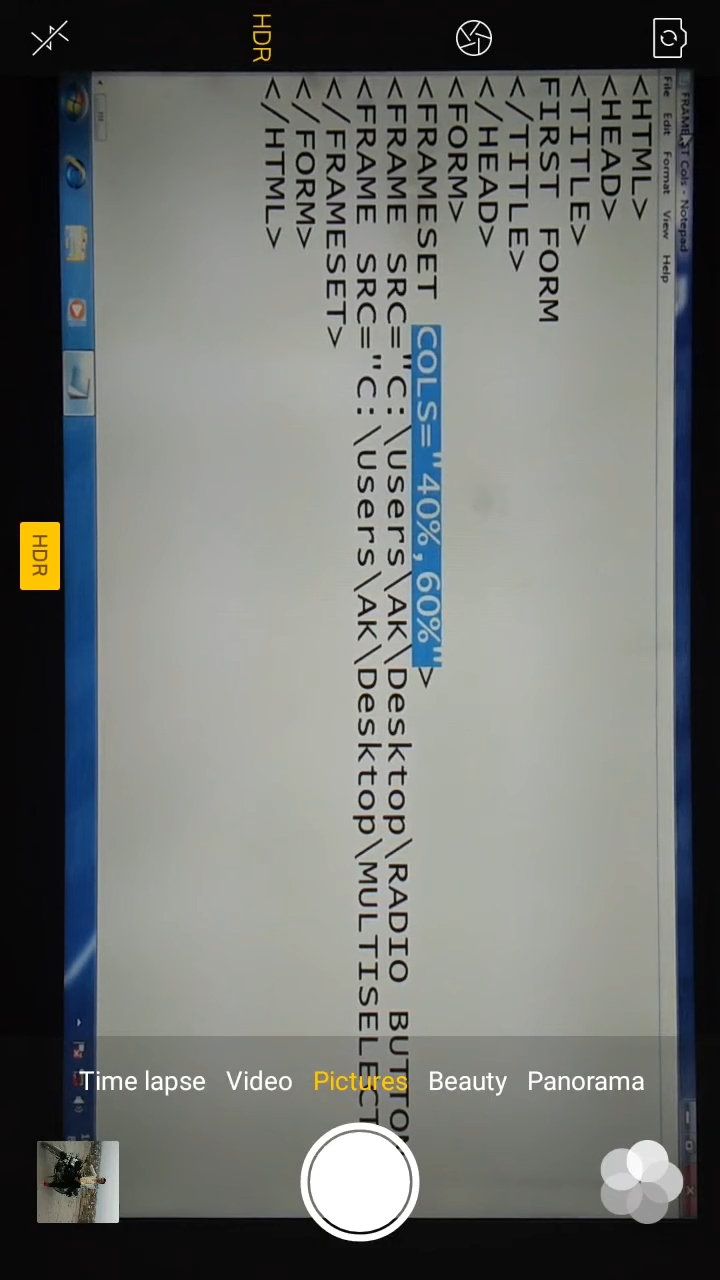 HDR
FRAME ST Cols - Notepad
File Edit Format View Help
<HTML>
<HEAD>
<TITLE>
FIRST FORM
</TITLE>
</HEAD>
<FORM>
<FRAMESET COLS="40%,60%">
<FRAME SRC="C:\Users\AK\Desktop\RADIO BUTTON
<FRAME SRC="C:\Users\AK\Desktop\MULTISELECT
</FRAMESET>
</FORM>
</HTML>
HDR
Time lapse Video Pictures Beauty Panorama